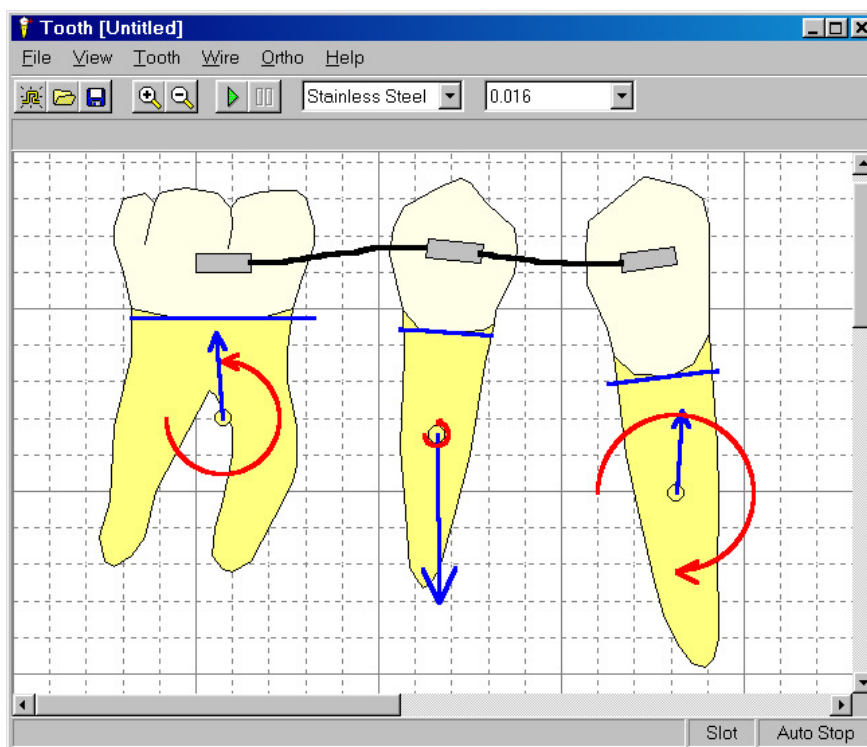 Tooth [Untitled]
File View Tooth Wire Ortho Help
Stainless Steel 0.016
Slot Auto Stop